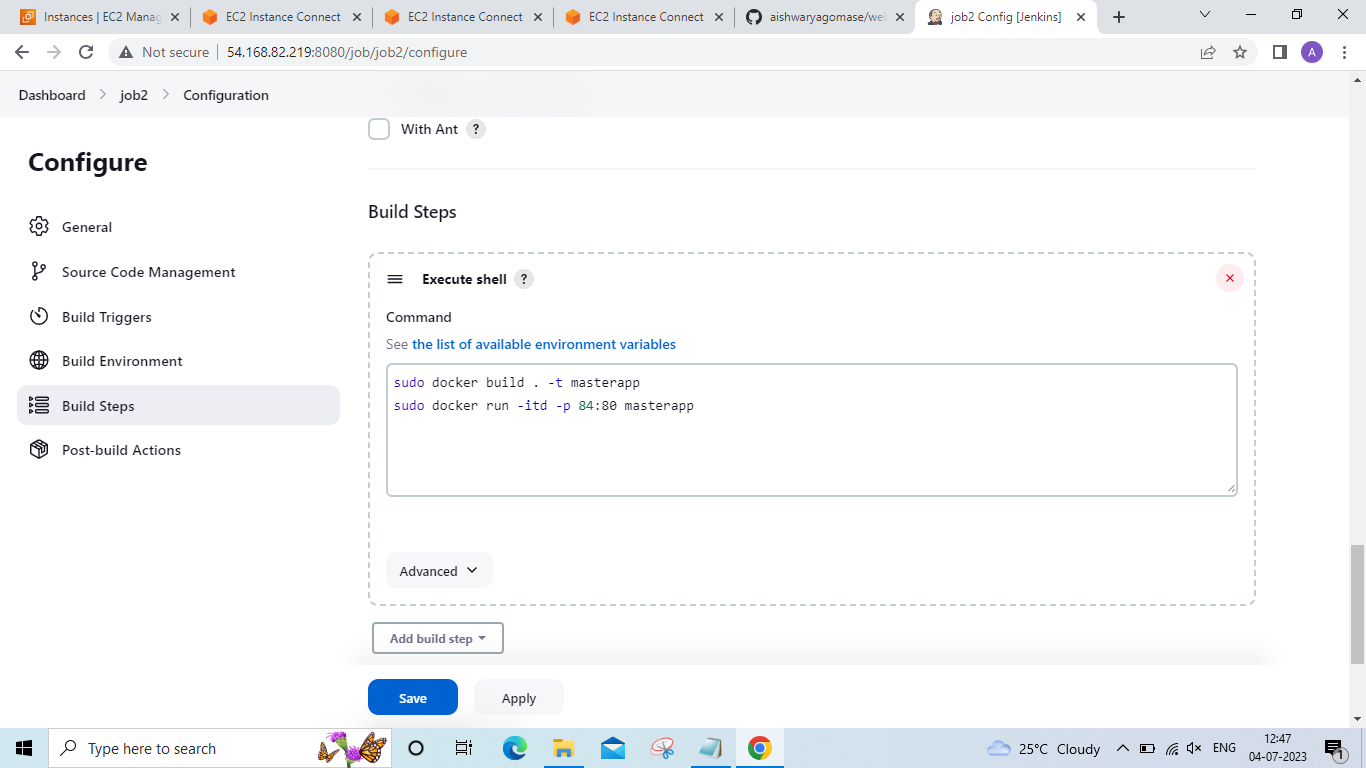 Instances | EC2 Manag
EC2 Instance Connect
EC2 Instance Connect
EC2 Instance Connect
aishwaryagomase/web
job2 Config [Jenkins]
Not secure
54.168.82.219:8080/job/job2/configure
A
Dashboard
job2
Configuration
With Ant ?
Configure
General
Source Code Management
Build Triggers
Build Environment
Build Steps
Post-build Actions
Build Steps
Execute shell ?
Command
See the list of available environment variables
sudo docker build . -t masterapp
sudo docker run -itd -p 84:80 masterapp
Advanced
Add build step
Save
Apply
Type here to search
25°C Cloudy
ENG
12:47
04-07-2023
1